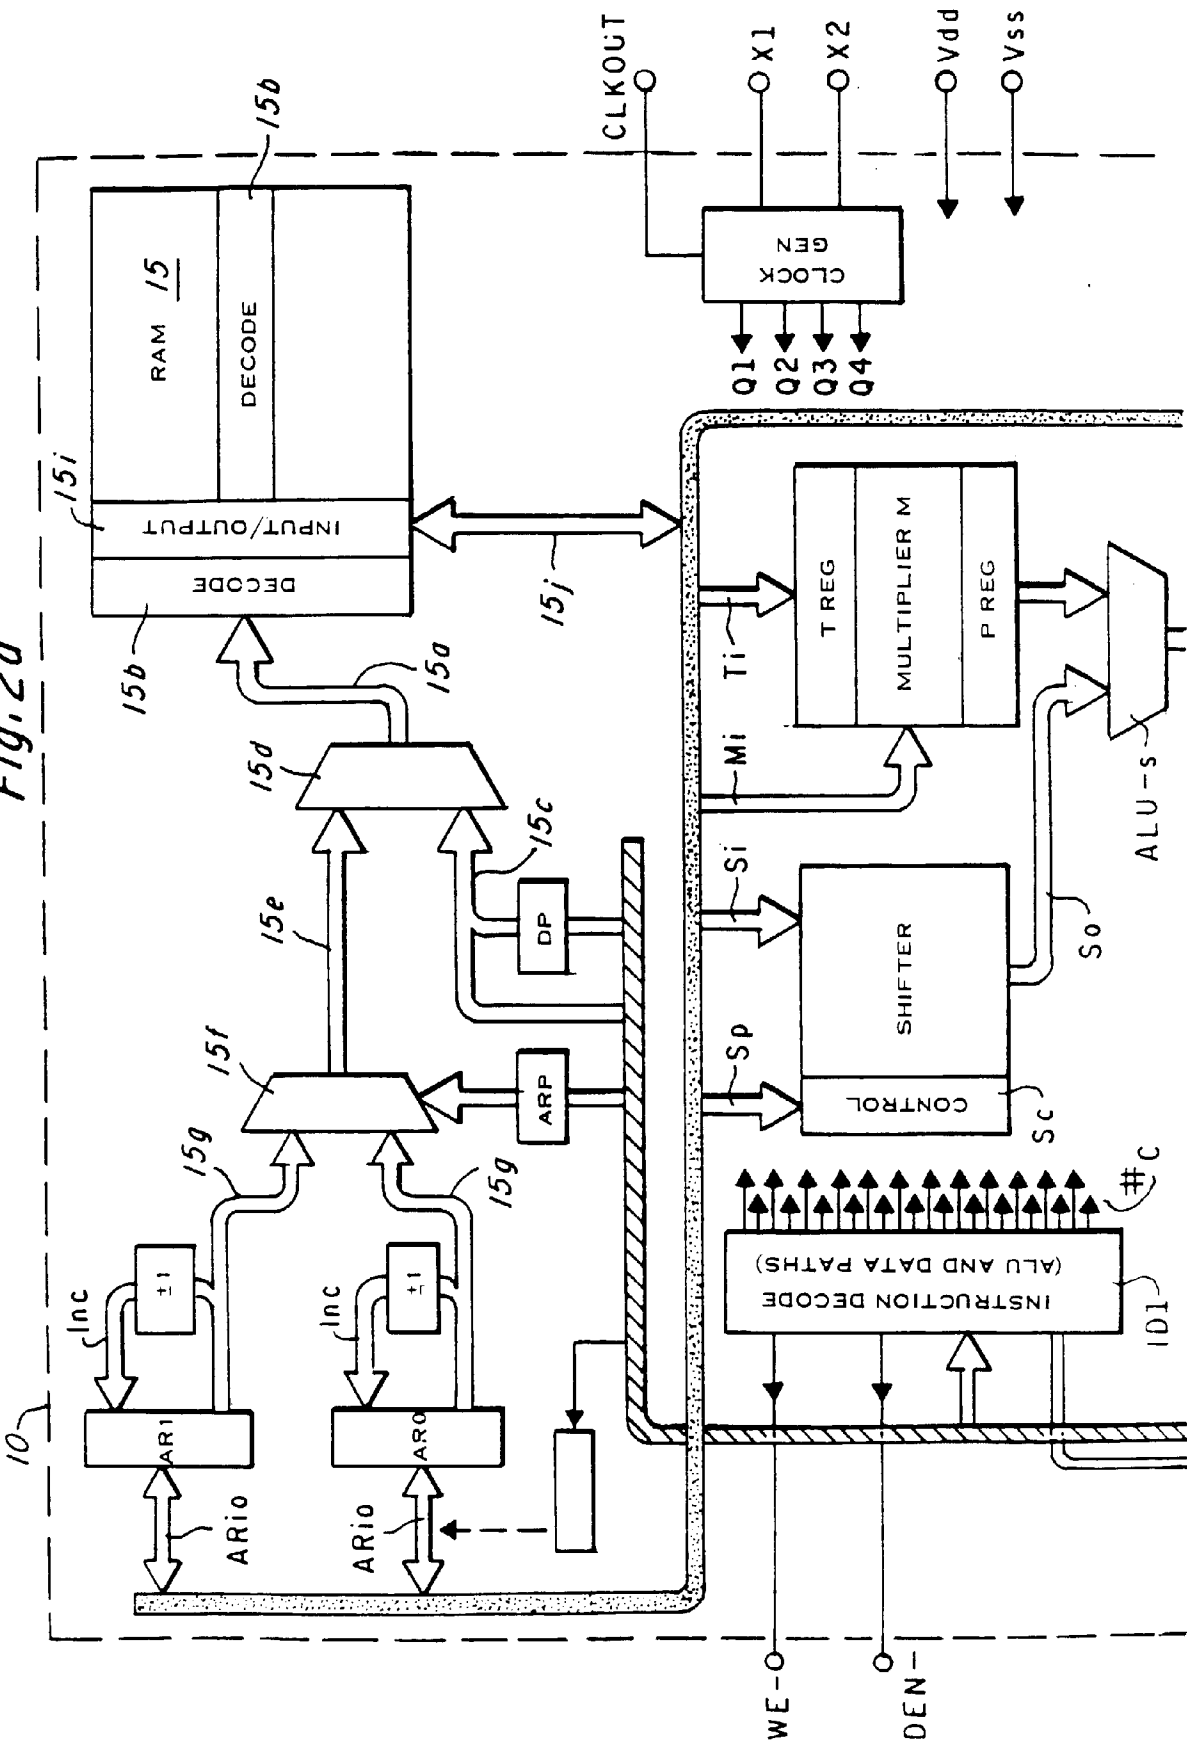 Fig. 2a
10
AR1
Inc
±1
15g
ARio
AR0
Inc
±1
15g
ARio
15f
ARP
15e
15d
15c
DP
15a
15b
DECODE
15i
INPUT/OUTPUT
RAM 15
DECODE
15b
15j
WE-
DEN-
INSTRUCTION DECODE
(ALU AND DATA PATHS)
ID1
#C
Sp
Si
CONTROL
SHIFTER
Sc
So
Mi
Ti
T REG
MULTIPLIER M
P REG
ALU-s
Q1
Q2
Q3
Q4
CLOCK
GEN
CLKOUT
X1
X2
Vdd
Vss